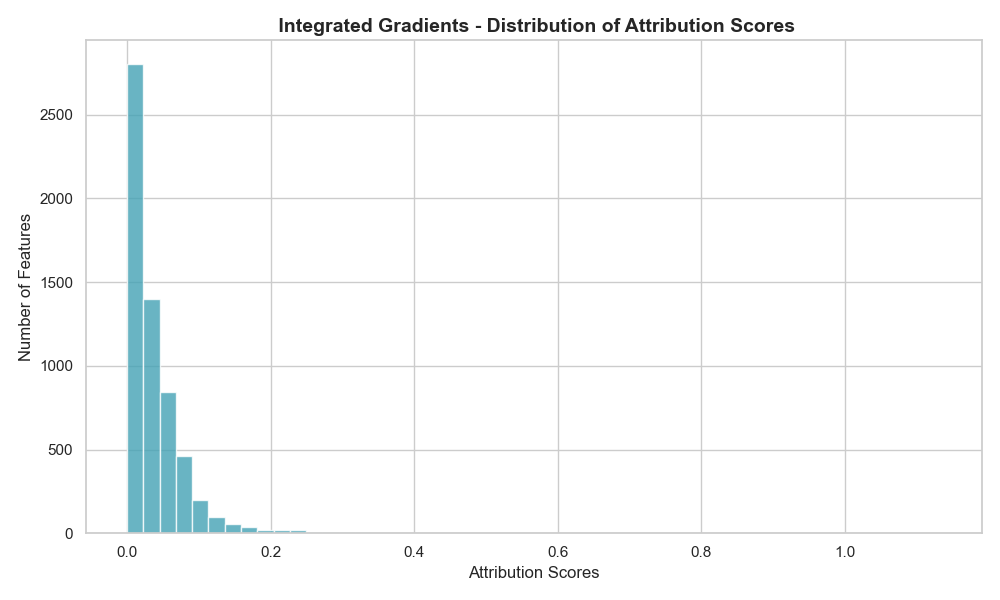 Integrated Gradients - Distribution of Attribution Scores
Number of Features
2500
2000
1500
1000
500
0
0.0 0.2 0.4 0.6 0.8 1.0
Attribution Scores